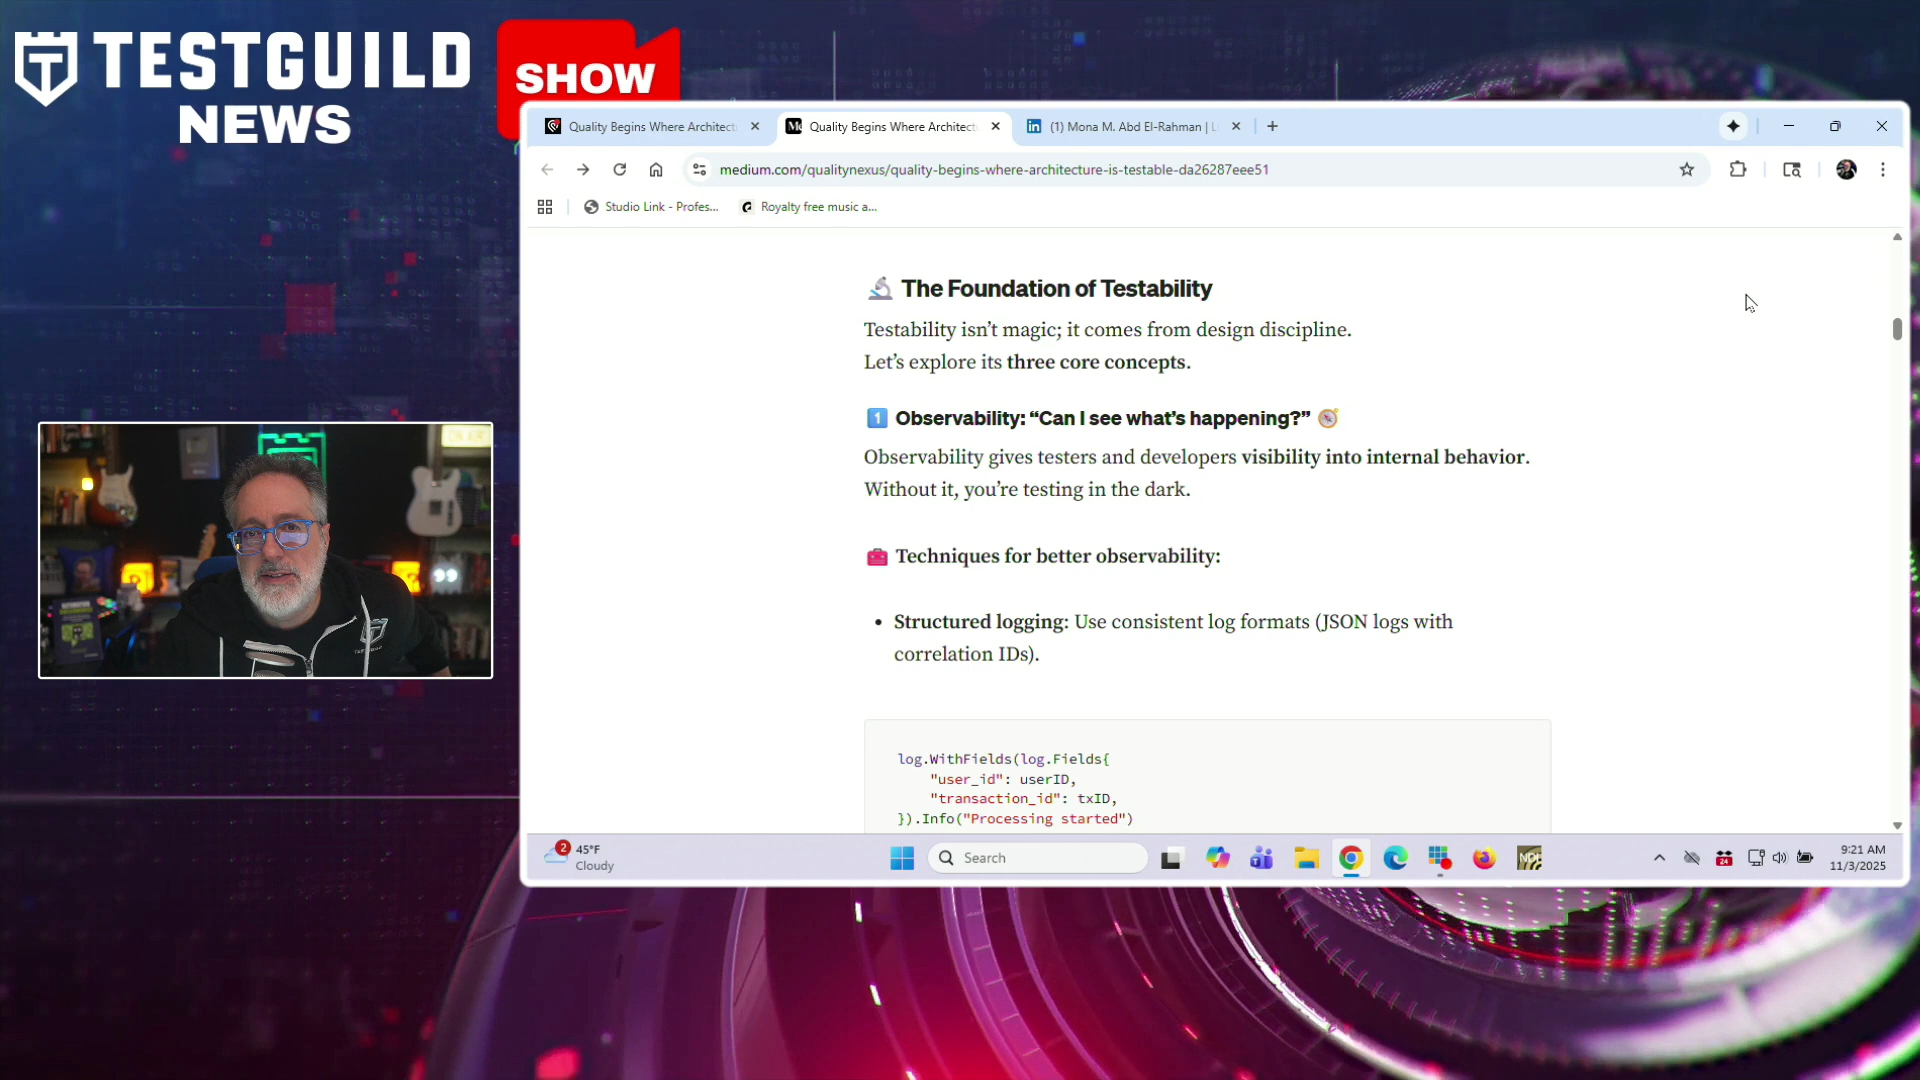 TESTGUILD
NEWS
SHOW
Quality Begins Where Architect
Quality Begins Where Architect
(1) Mona M. Abd El-Rahman | L
medium.com/qualitynexus/quality-begins-where-architecture-is-testable-da26287eee51
Studio Link - Profes...
Royalty free music a...
The Foundation of Testability
Testability isn’t magic; it comes from design discipline.
Let’s explore its three core concepts.
1 Observability: “Can I see what’s happening?”
Observability gives testers and developers visibility into internal behavior.
Without it, you’re testing in the dark.
Techniques for better observability:
• Structured logging: Use consistent log formats (JSON logs with
correlation IDs).
log.WithFields(log.Fields{
"user_id": userID,
"transaction_id": txID,
}).Info("Processing started")
2
45°F
Cloudy
Search
NDI
24
9:21 AM
11/3/2025